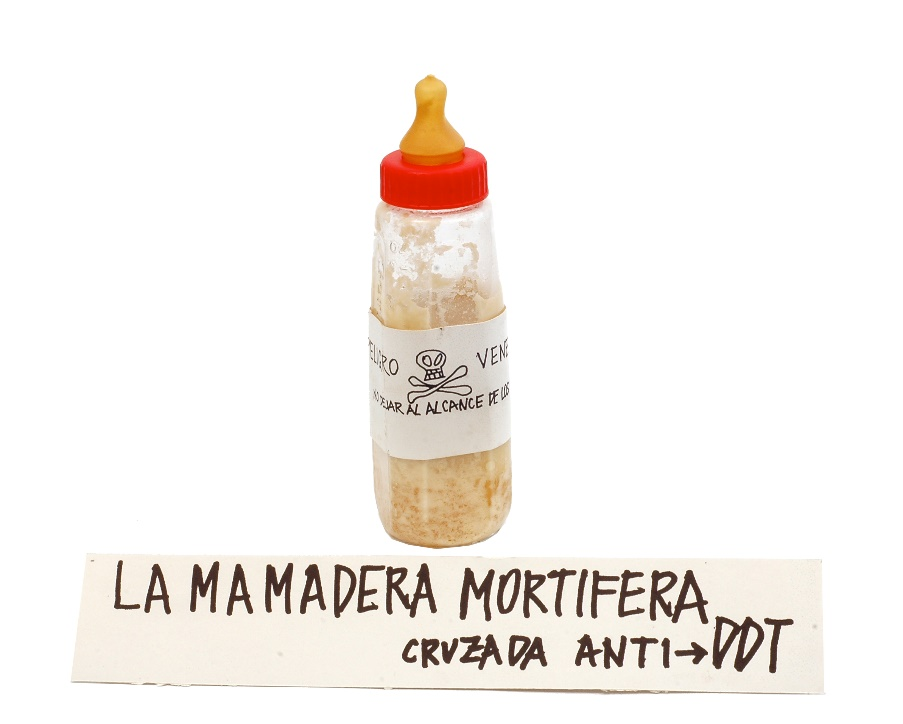 PELIGRO VENE
NO DEJAR AL ALCANCE DE LOS
LA MAMADERA MORTIFERA
CRUZADA ANTI→DDT